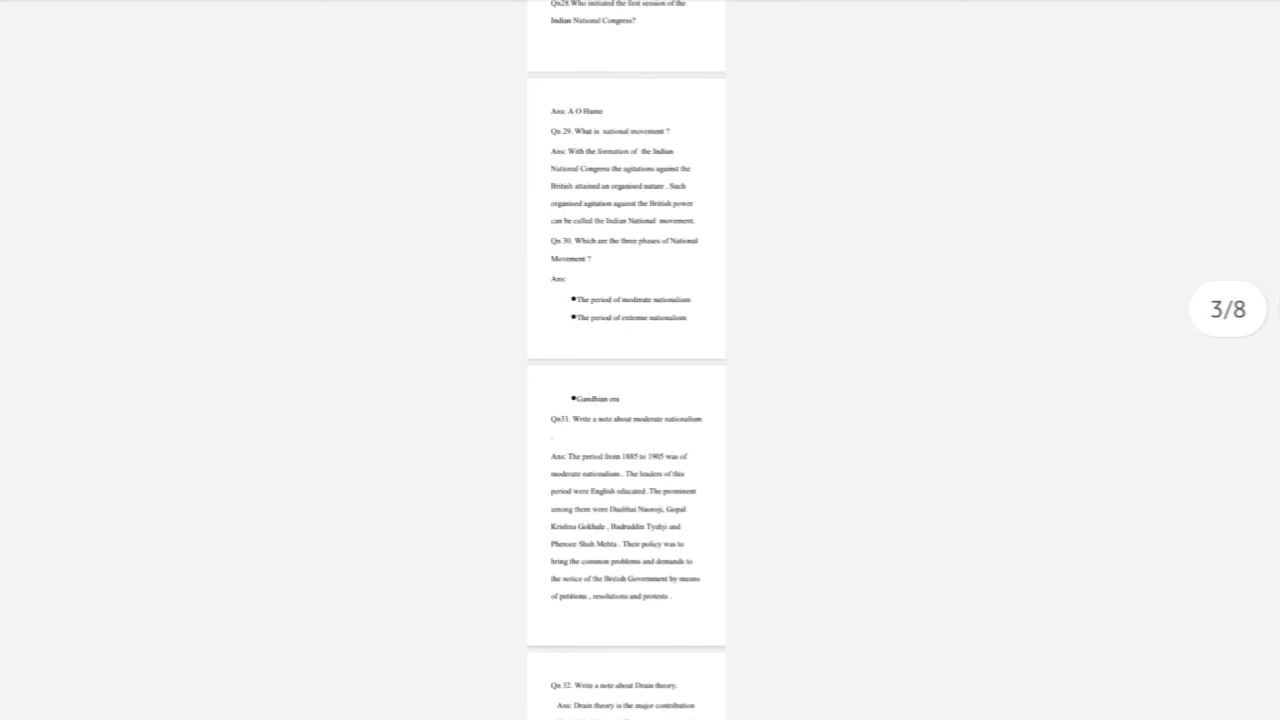 Qn28.Who initiated the first session of the
Indian National Congress?
Ans: A O Hume
Qn 29. What is national movement ?
Ans: With the formation of the Indian
National Congress the agitations against the
British attained an organised nature . Such
organised agitation against the British power
can be called the Indian National movement.
Qn 30. Which are the three phases of National
Movement ?
Ans:
•The period of moderate nationalism
•The period of extreme nationalism
3/8
•Gandhian era
Qn31. Write a note about moderate nationalism
.
Ans: The period from 1885 to 1905 was of
moderate nationalism . The leaders of this
period were English educated .The prominent
among them were Daabhai Naoroji, Gopal
Krishna Gokhale , Badruddin Tyabji and
Pheroze Shah Mehta . Their policy was to
bring the common problems and demands to
the notice of the British Government by means
of petitions , resolutions and protests .
Qn 32. Write a note about Drain theory.
Ans: Drain theory is the major contribution